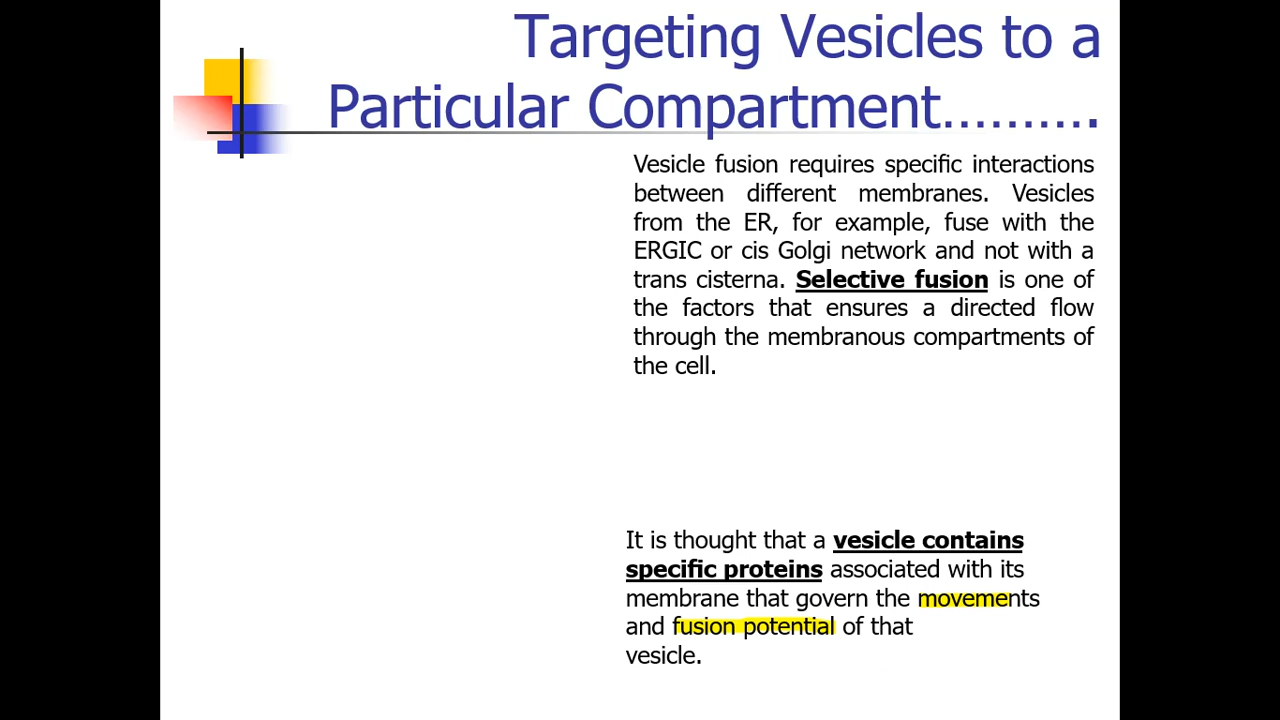 Targeting Vesicles to a
Particular Compartment……….
Vesicle fusion requires specific interactions
between different membranes. Vesicles
from the ER, for example, fuse with the
ERGIC or cis Golgi network and not with a
trans cisterna. Selective fusion is one of
the factors that ensures a directed flow
through the membranous compartments of
the cell.
It is thought that a vesicle contains
specific proteins associated with its
membrane that govern the movements
and fusion potential of that
vesicle.